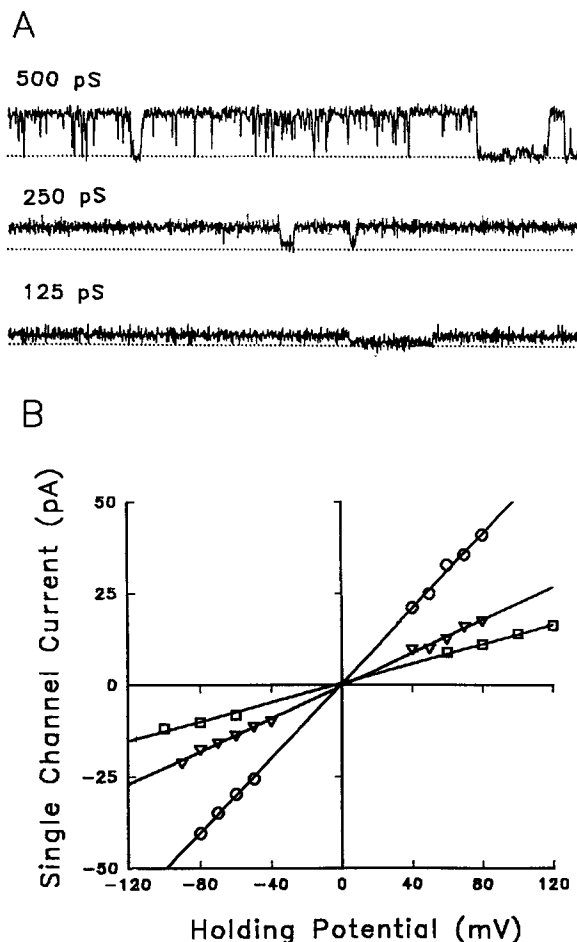 A
500 pS
250 pS
125 pS
B
Single Channel Current (pA)
50
25
0
-25
-50
-120 -80 -40 0 40 80 120
Holding Potential (mV)